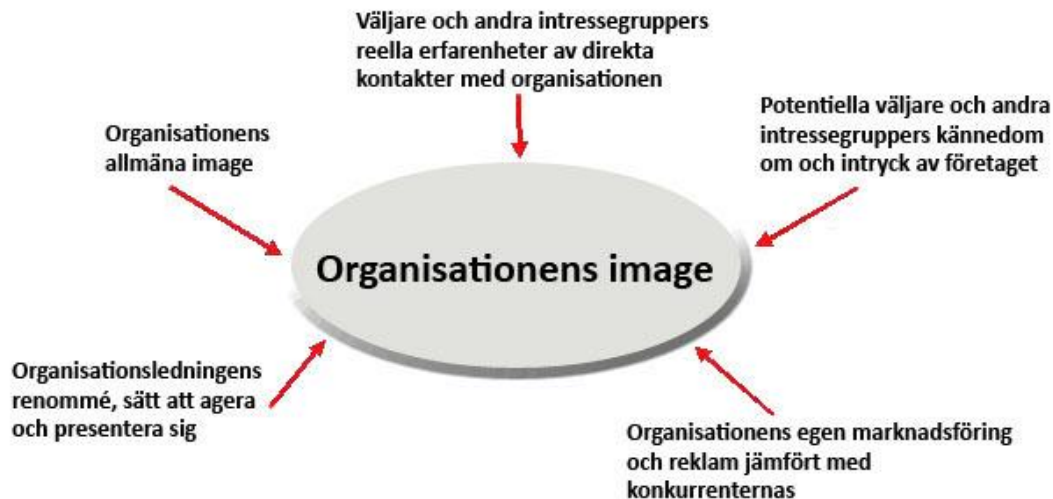 Väljare och andra intressegruppers
reella erfarenheter av direkta
kontakter med organisationen
Organisationens
allmäna image
Potentiella väljare och andra
intressegruppers kännedom
om och intryck av företaget
Organisationens image
Organisationsledningens
renommé, sätt att agera
och presentera sig
Organisationens egen marknadsföring
och reklam jämfört med
konkurrenternas